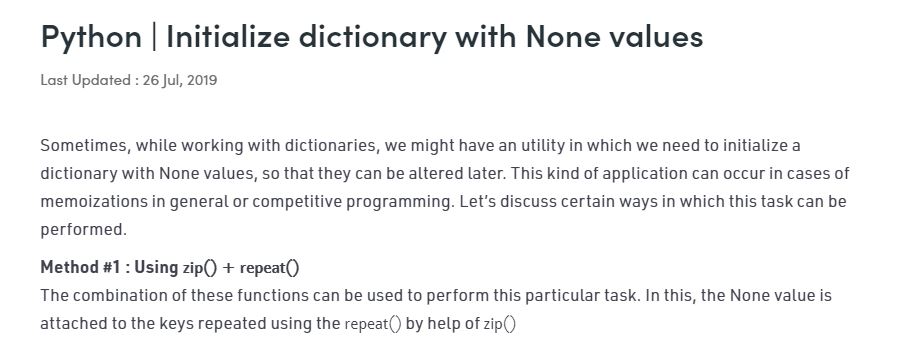 Python | Initialize dictionary with None values
Last Updated : 26 Jul, 2019
Sometimes, while working with dictionaries, we might have an utility in which we need to initialize a
dictionary with None values, so that they can be altered later. This kind of application can occur in cases of
memoizations in general or competitive programming. Let's discuss certain ways in which this task can be
performed.
Method #1 : Using zip() + repeat()
The combination of these functions can be used to perform this particular task. In this, the None value is
attached to the keys repeated using the repeat() by help of zip()